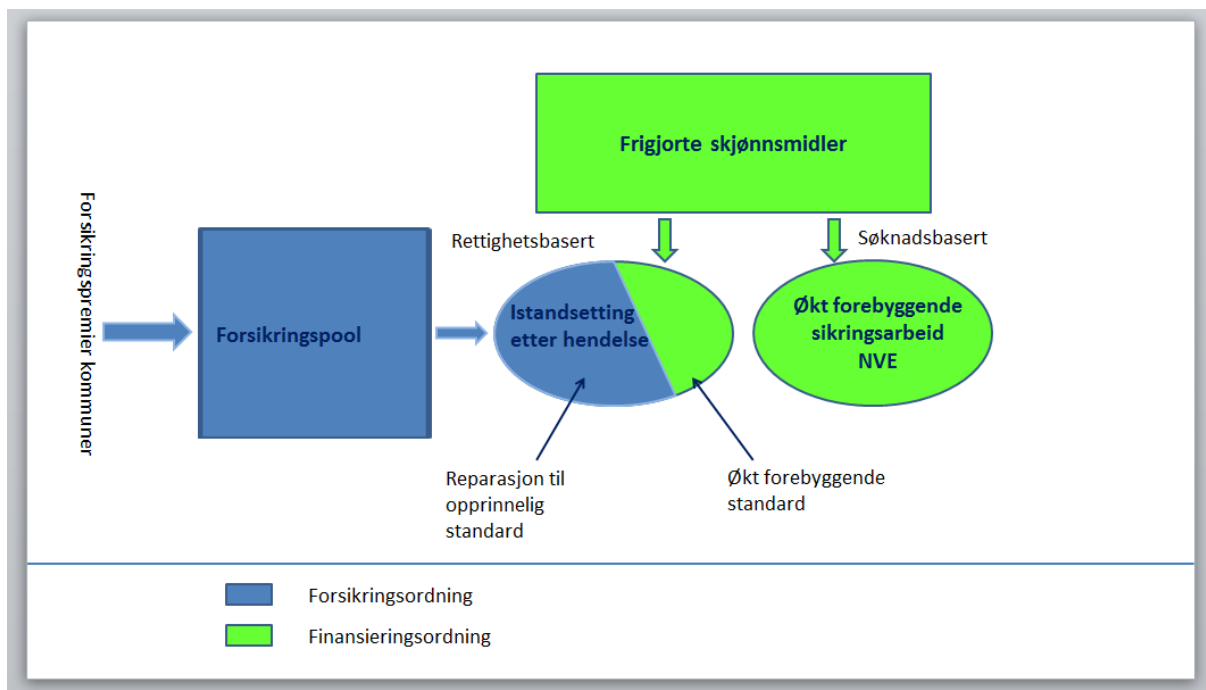 Frigjorte skjønnsmidler
Forsikringspremier kommuner
Rettighetsbasert
Søknadsbasert
Forsikringspool
Istandsetting
etter hendelse
Økt forebyggende
sikringsarbeid
NVE
Reparasjon til
opprinnelig
standard
Økt forebyggende
standard
Forsikringsordning
Finansieringsordning